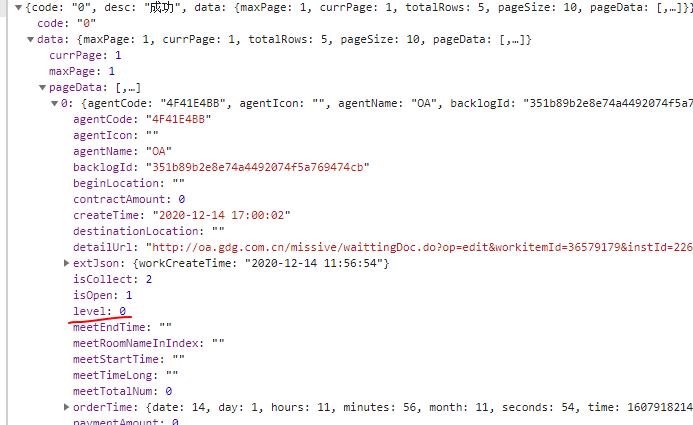 {code: "0", desc: "成功", data: {maxPage: 1, currPage: 1, totalRows: 5, pageSize: 10, pageData: [,…]}}
code: "0"
data: {maxPage: 1, currPage: 1, totalRows: 5, pageSize: 10, pageData: [,…]}
currPage: 1
maxPage: 1
pageData: [,…]
0: {agentCode: "4F41E4BB", agentIcon: "", agentName: "OA", backlogId: "351b89b2e8e74a4492074f5a7
agentCode: "4F41E4BB"
agentIcon: ""
agentName: "OA"
backlogId: "351b89b2e8e74a4492074f5a769474cb"
beginLocation: ""
contractAmount: 0
createTime: "2020-12-14 17:00:02"
destinationLocation: ""
detailUrl: "http://oa.gdg.com.cn/missive/waittingDoc.do?op=edit&workitemId=36579179&instId=226
extJson: {workCreateTime: "2020-12-14 11:56:54"}
isCollect: 2
isOpen: 1
level: 0
meetEndTime: ""
meetRoomNameInIndex: ""
meetStartTime: ""
meetTimeLong: ""
meetTotalNum: 0
orderTime: {date: 14, day: 1, hours: 11, minutes: 56, month: 11, seconds: 54, time: 1607918214
paymentAmount: 0